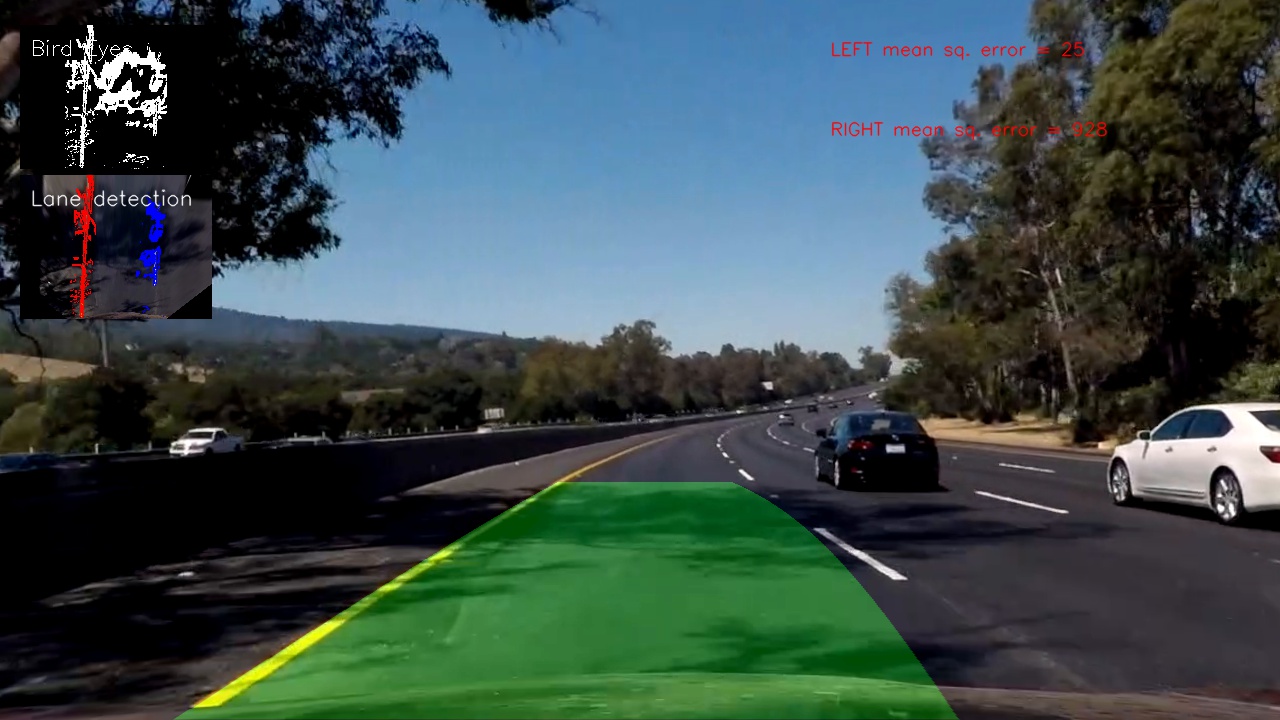 Bird Eyes
LEFT mean sq. error = 25
RIGHT mean sq. error = 928
Lane detection